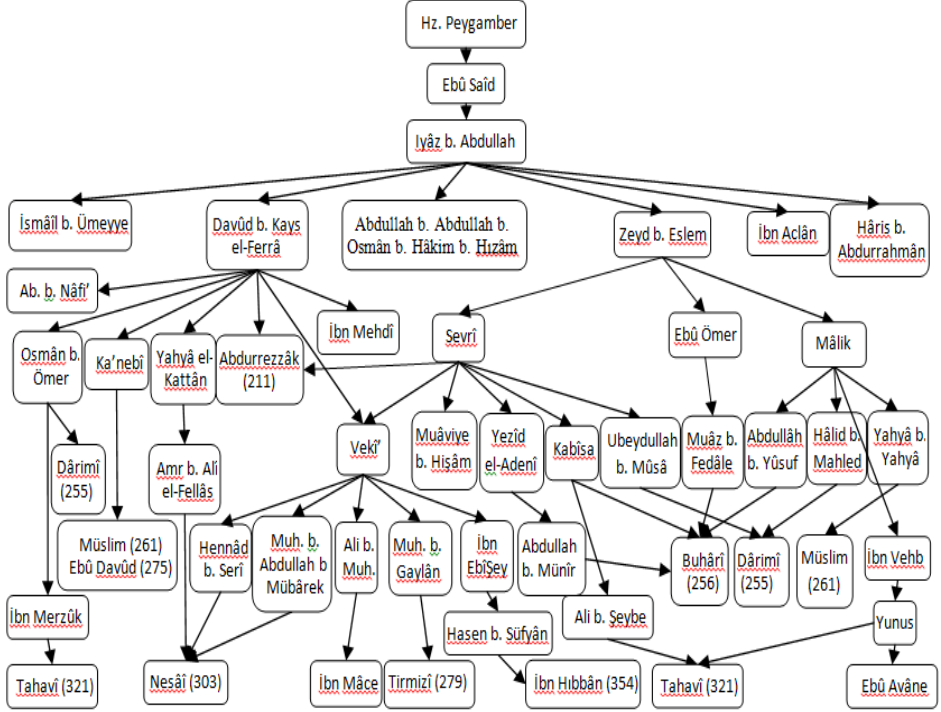 Hz. Peygamber
Ebû Saîd
Iyâz b. Abdullah
İsmâîl b. Ümeyye
Davûd b. Kays
el-Ferrâ
Abdullah b. Abdullah b.
Osmân b. Hâkim b. Hızâm
Zeyd b. Eslem
İbn Aclân
Hâris b.
Abdurrahmân
Ab. b. Nâfi’
Osmân b.
Ömer
Ka’nebî
Yahyâ el-
Kattân
Abdurrezzâk
(211)
İbn Mehdî
Sevrî
Ebû Ömer
Mâlik
Dârimî
(255)
Amr b. Ali
el-Fellâs
Vekî’
Muâviye
b. Hişâm
Yezîd
el-Adenî
Kabîsa
Ubeydullah
b. Mûsâ
Muâz b.
Fedâle
Abdullâh
b. Yûsuf
Hâlid b.
Mahled
Yahyâ b.
Yahyâ
Müslim (261)
Ebû Davûd (275)
Hennâd
b. Serî
Muh. b.
Abdullah b
Mübârek
Ali b.
Muh.
Muh. b.
Gaylân
İbn
EbîŞey
Abdullah
b. Münîr
Buhârî
(256)
Dârimî
(255)
Müslim
(261)
İbn Vehb
İbn Merzûk
Hasen b. Süfyân
Ali b. Şeybe
Yunus
Tahavî (321)
Nesâî (303)
İbn Mâce
Tirmizî (279)
İbn Hıbbân (354)
Tahavî (321)
Ebû Avâne